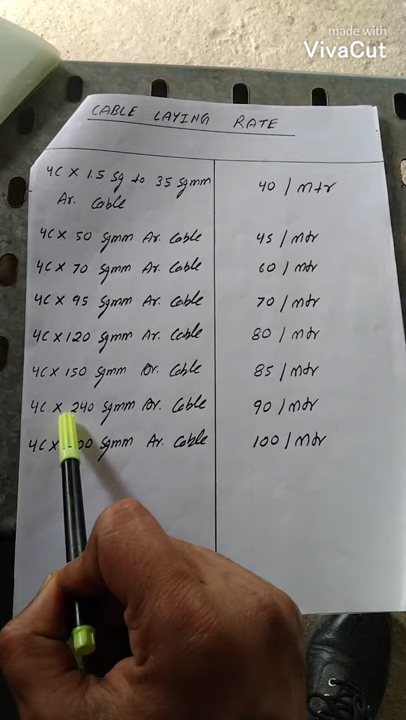 made with
VivaCut
CABLE LAYING RATE
4C X 1.5 Sq to 35 Sqmm 40 / Mtr
Ar. Cable
4C X 50 Sqmm Ar. Cable 45 / Mtr
4C X 70 Sqmm Ar. Cable 60 / Mtr
4C X 95 Sqmm Ar. Cable 70 / Mtr
4C X 120 Sqmm Ar. Cable 80 / Mtr
4C X 150 Sqmm Ar. Cable 85 / Mtr
4C X 240 Sqmm Ar. Cable 90 / Mtr
4C X Sqmm Ar. Cable 100 / Mtr